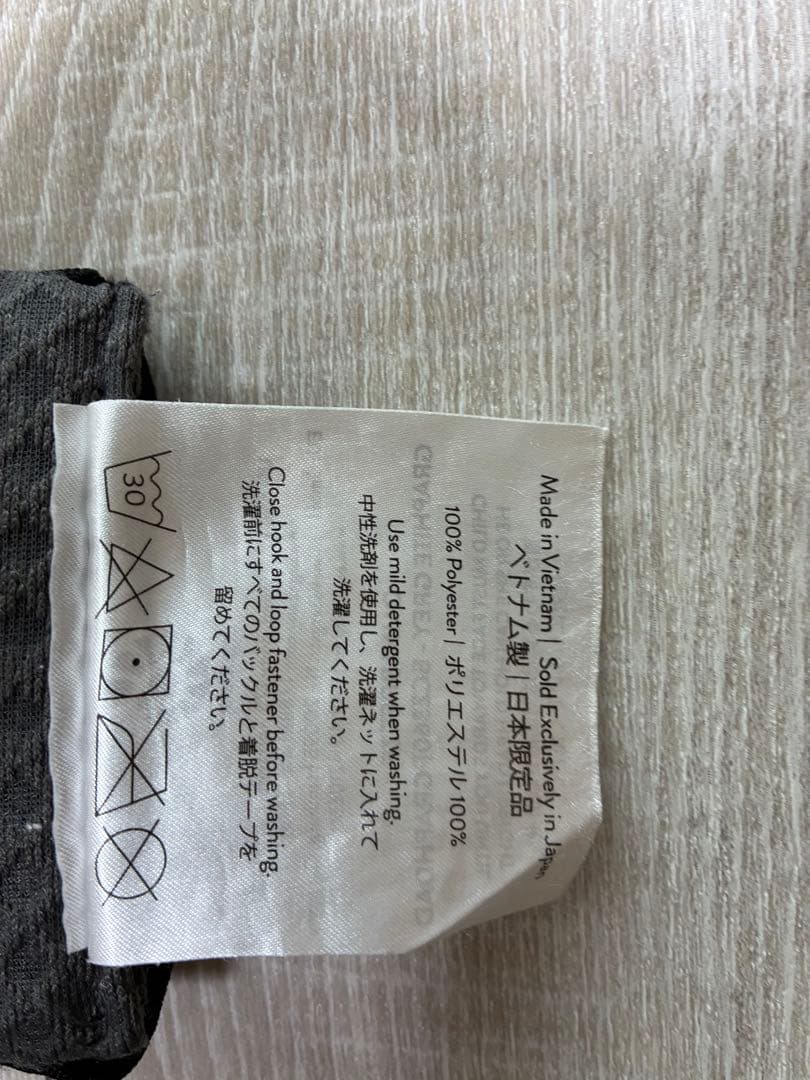 Made in Vietnam | Sold Exclusively in Japan
ベトナム製 | 日本限定品
100% Polyester | ポリエステル 100%
Use mild detergent when washing.
中性洗剤を使用し、洗濯ネットに入れて
洗濯してください。
Close hook and loop fastener before washing.
洗濯前にすべてのバックルと着脱テープを
留めてください。
30